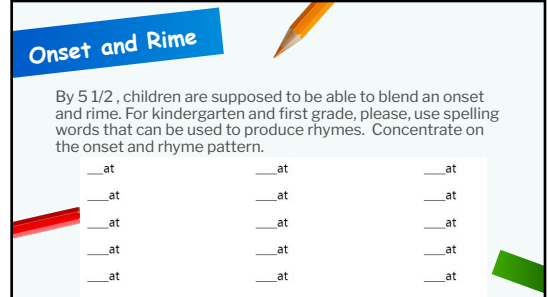 Onset and Rime
By 5 1/2 , children are supposed to be able to blend an onset
and rime. For kindergarten and first grade, please, use spelling
words that can be used to produce rhymes. Concentrate on
the onset and rhyme pattern.
___at ___at ___at
___at ___at ___at
___at ___at ___at
___at ___at ___at
___at ___at ___at